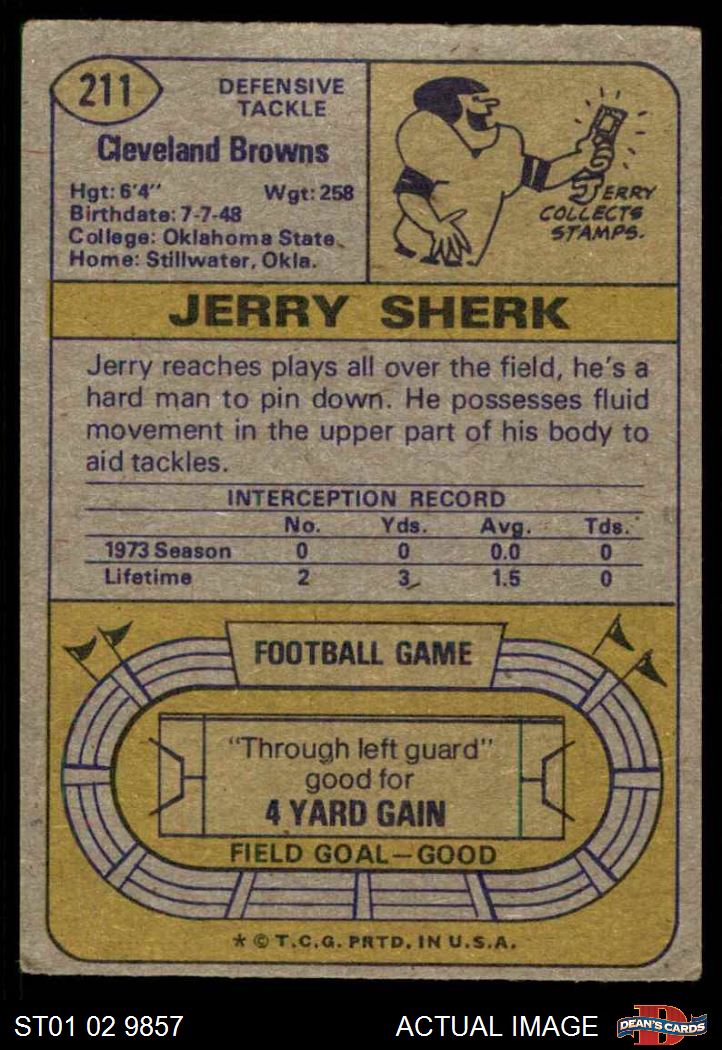 211
DEFENSIVE
TACKLE
Cleveland Browns
Hgt: 6'4" Wgt: 258
Birthdate: 7-7-48
College: Oklahoma State
Home: Stillwater, Okla.
JERRY
COLLECTS
STAMPS.
JERRY SHERK
Jerry reaches plays all over the field, he's a
hard man to pin down. He possesses fluid
movement in the upper part of his body to
aid tackles.
INTERCEPTION RECORD
No. Yds. Avg. Tds.
1973 Season 0 0 0.0 0
Lifetime 2 3 1.5 0
FOOTBALL GAME
"Through left guard"
good for
4 YARD GAIN
FIELD GOAL—GOOD
* © T.C.G. PRTD. IN U.S.A.
ST01 02 9857
ACTUAL IMAGE
D
DEAN'S CARDS